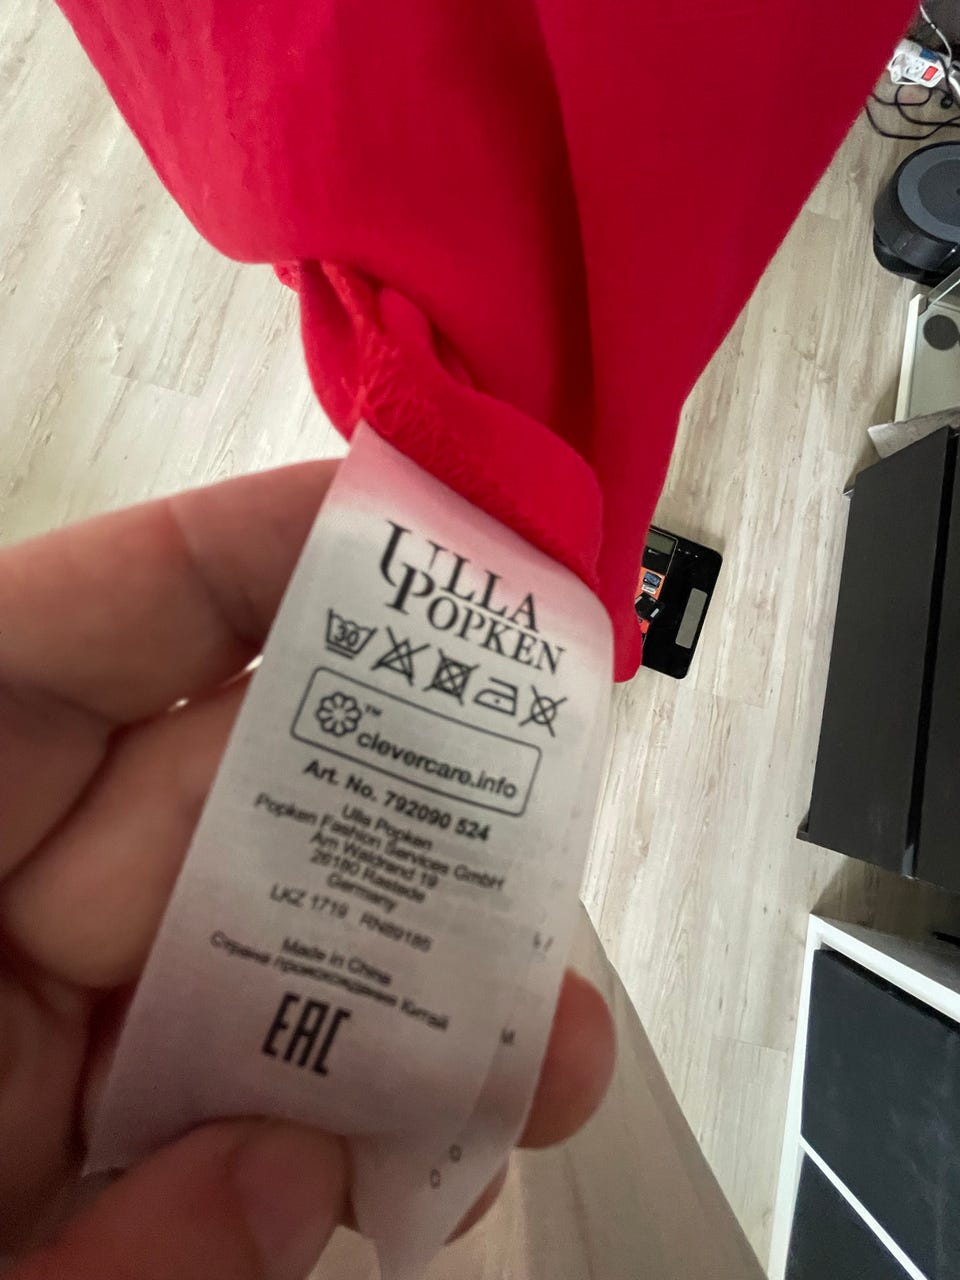 ULLA
POPKEN
30
clevercare.info
Art. No. 792090 524
Ulla Popken
Popken Fashion Services GmbH
Am Waldrand 19
26180 Rastede
Germany
LKZ 1719 RN89186
Made in China
Страна происхождения Китай
EAC